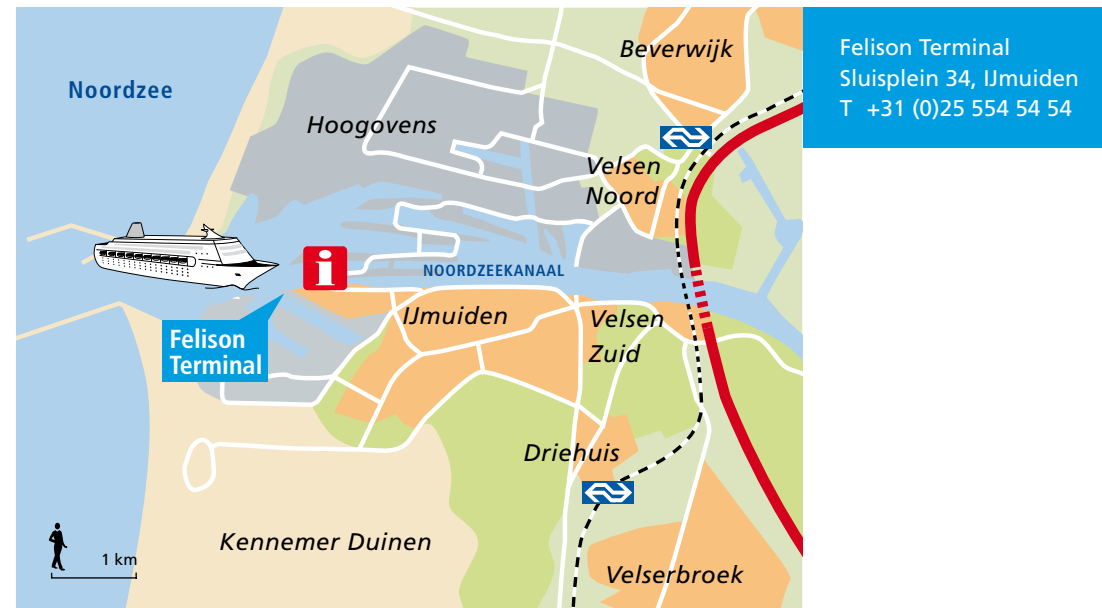 Beverwijk
Felison Terminal
Sluisplein 34, IJmuiden
T +31 (0)25 554 54 54
Noordzee
Hoogovens
Velsen
Noord
i
NOORDZEEKANAAL
IJmuiden
Velsen
Zuid
Felison
Terminal
Driehuis
Kennemer Duinen
1 km
Velserbroek